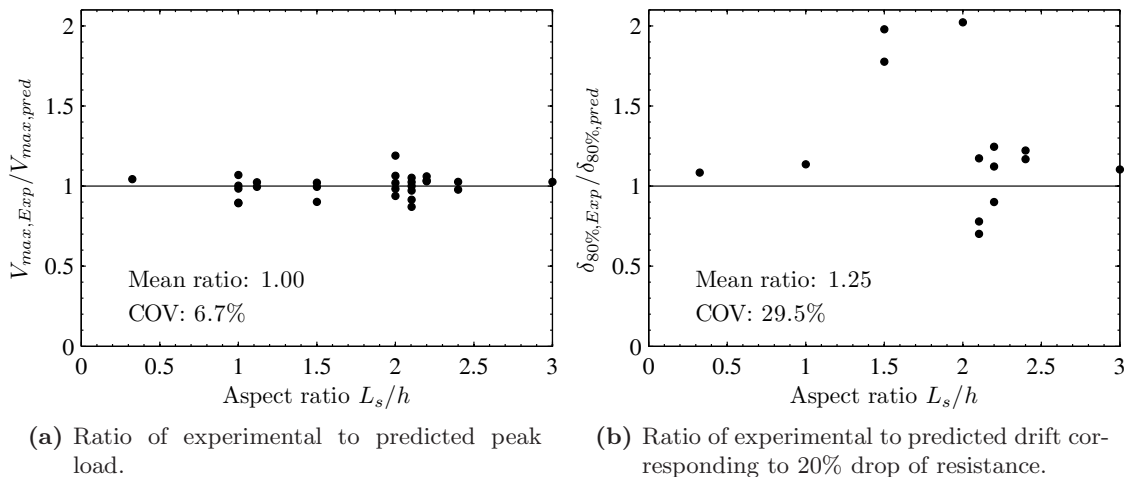 2
1.5
1
0.5
0
V_{max,Exp}/V_{max,pred}
Mean ratio: 1.00
COV: 6.7%
0 0.5 1 1.5 2 2.5 3
Aspect ratio L_s/h
(a) Ratio of experimental to predicted peak
load.
2
1.5
1
0.5
0
δ_{80%,Exp}/δ_{80%,pred}
Mean ratio: 1.25
COV: 29.5%
0 0.5 1 1.5 2 2.5 3
Aspect ratio L_s/h
(b) Ratio of experimental to predicted drift cor-
responding to 20% drop of resistance.